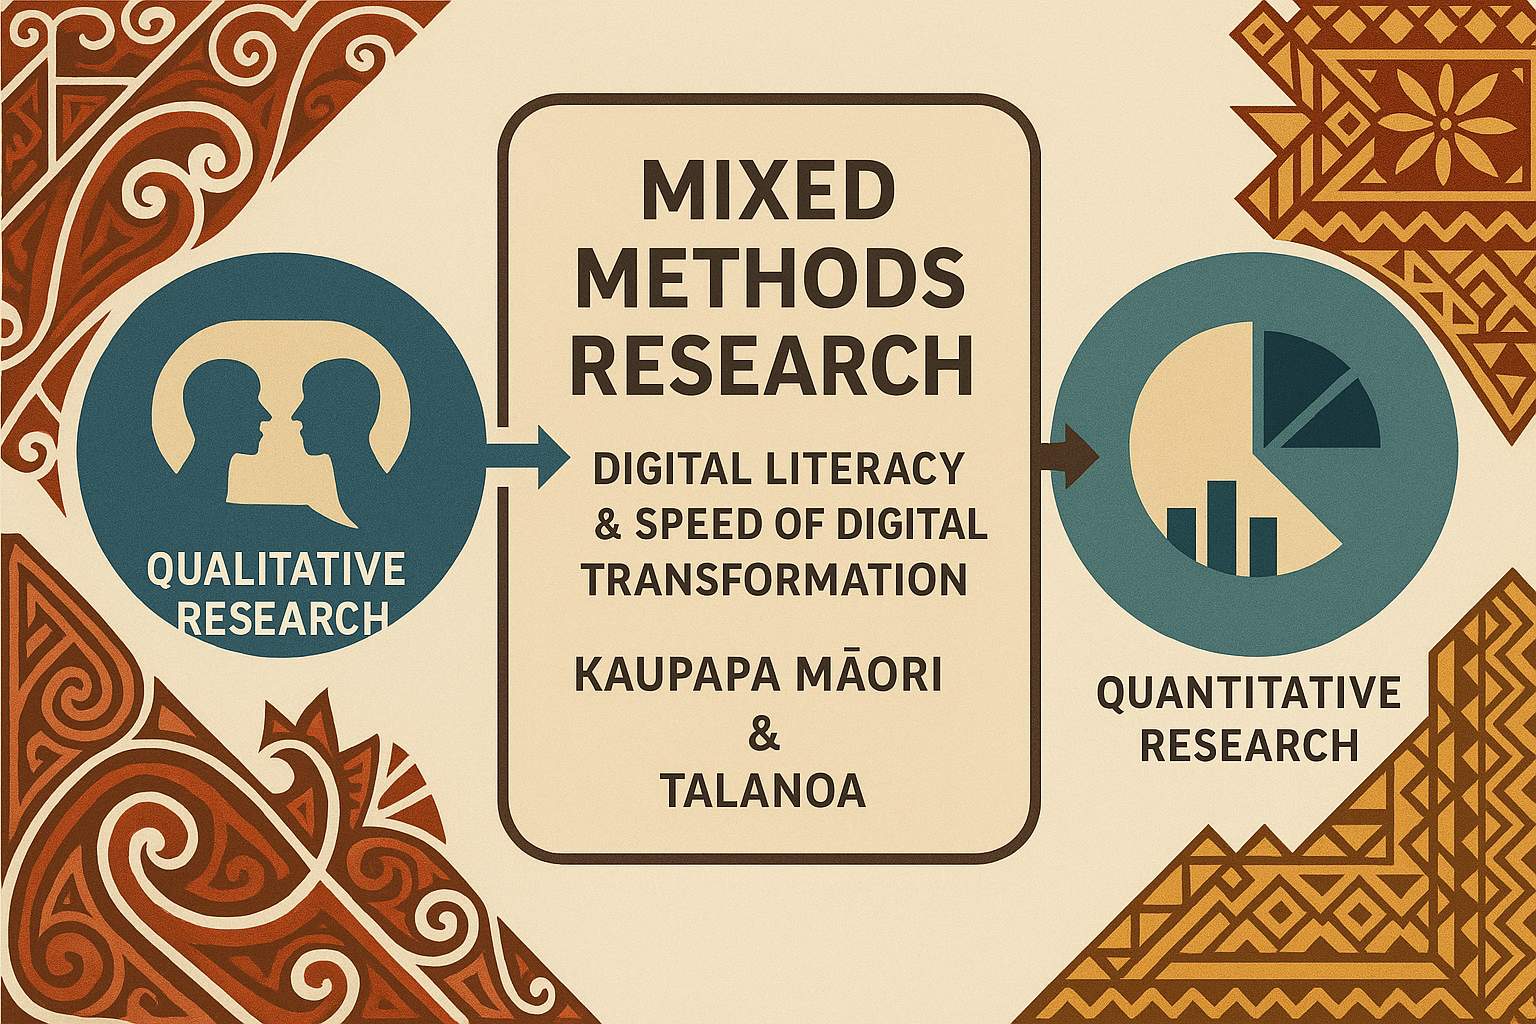 MIXED
METHODS
RESEARCH
DIGITAL LITERACY
& SPEED OF DIGITAL
TRANSFORMATION
KAUPAPA MĀORI
&
TALANOA
QUALITATIVE
RESEARCH
QUANTITATIVE
RESEARCH